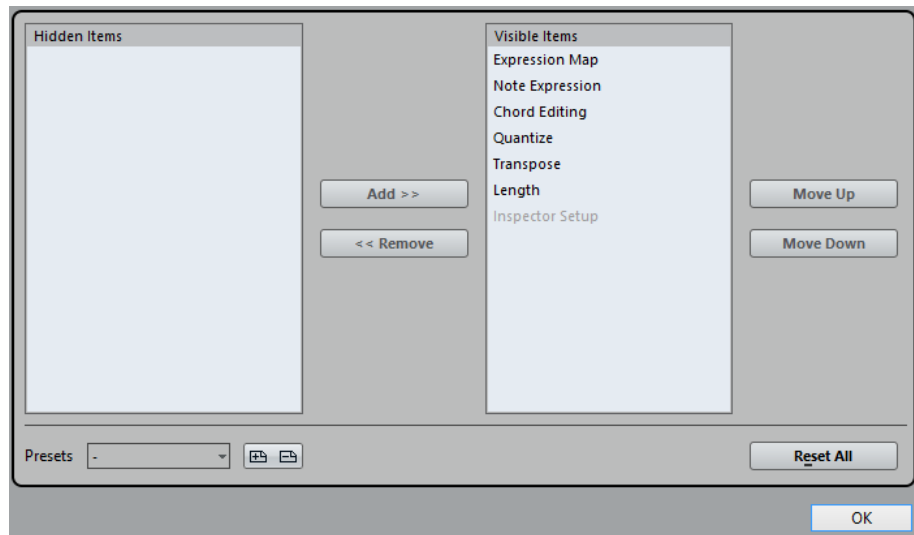 Hidden Items
Visible Items
Expression Map
Note Expression
Chord Editing
Quantize
Transpose
Length
Inspector Setup
Add >>
<< Remove
Move Up
Move Down
Presets
-
Reset All
OK